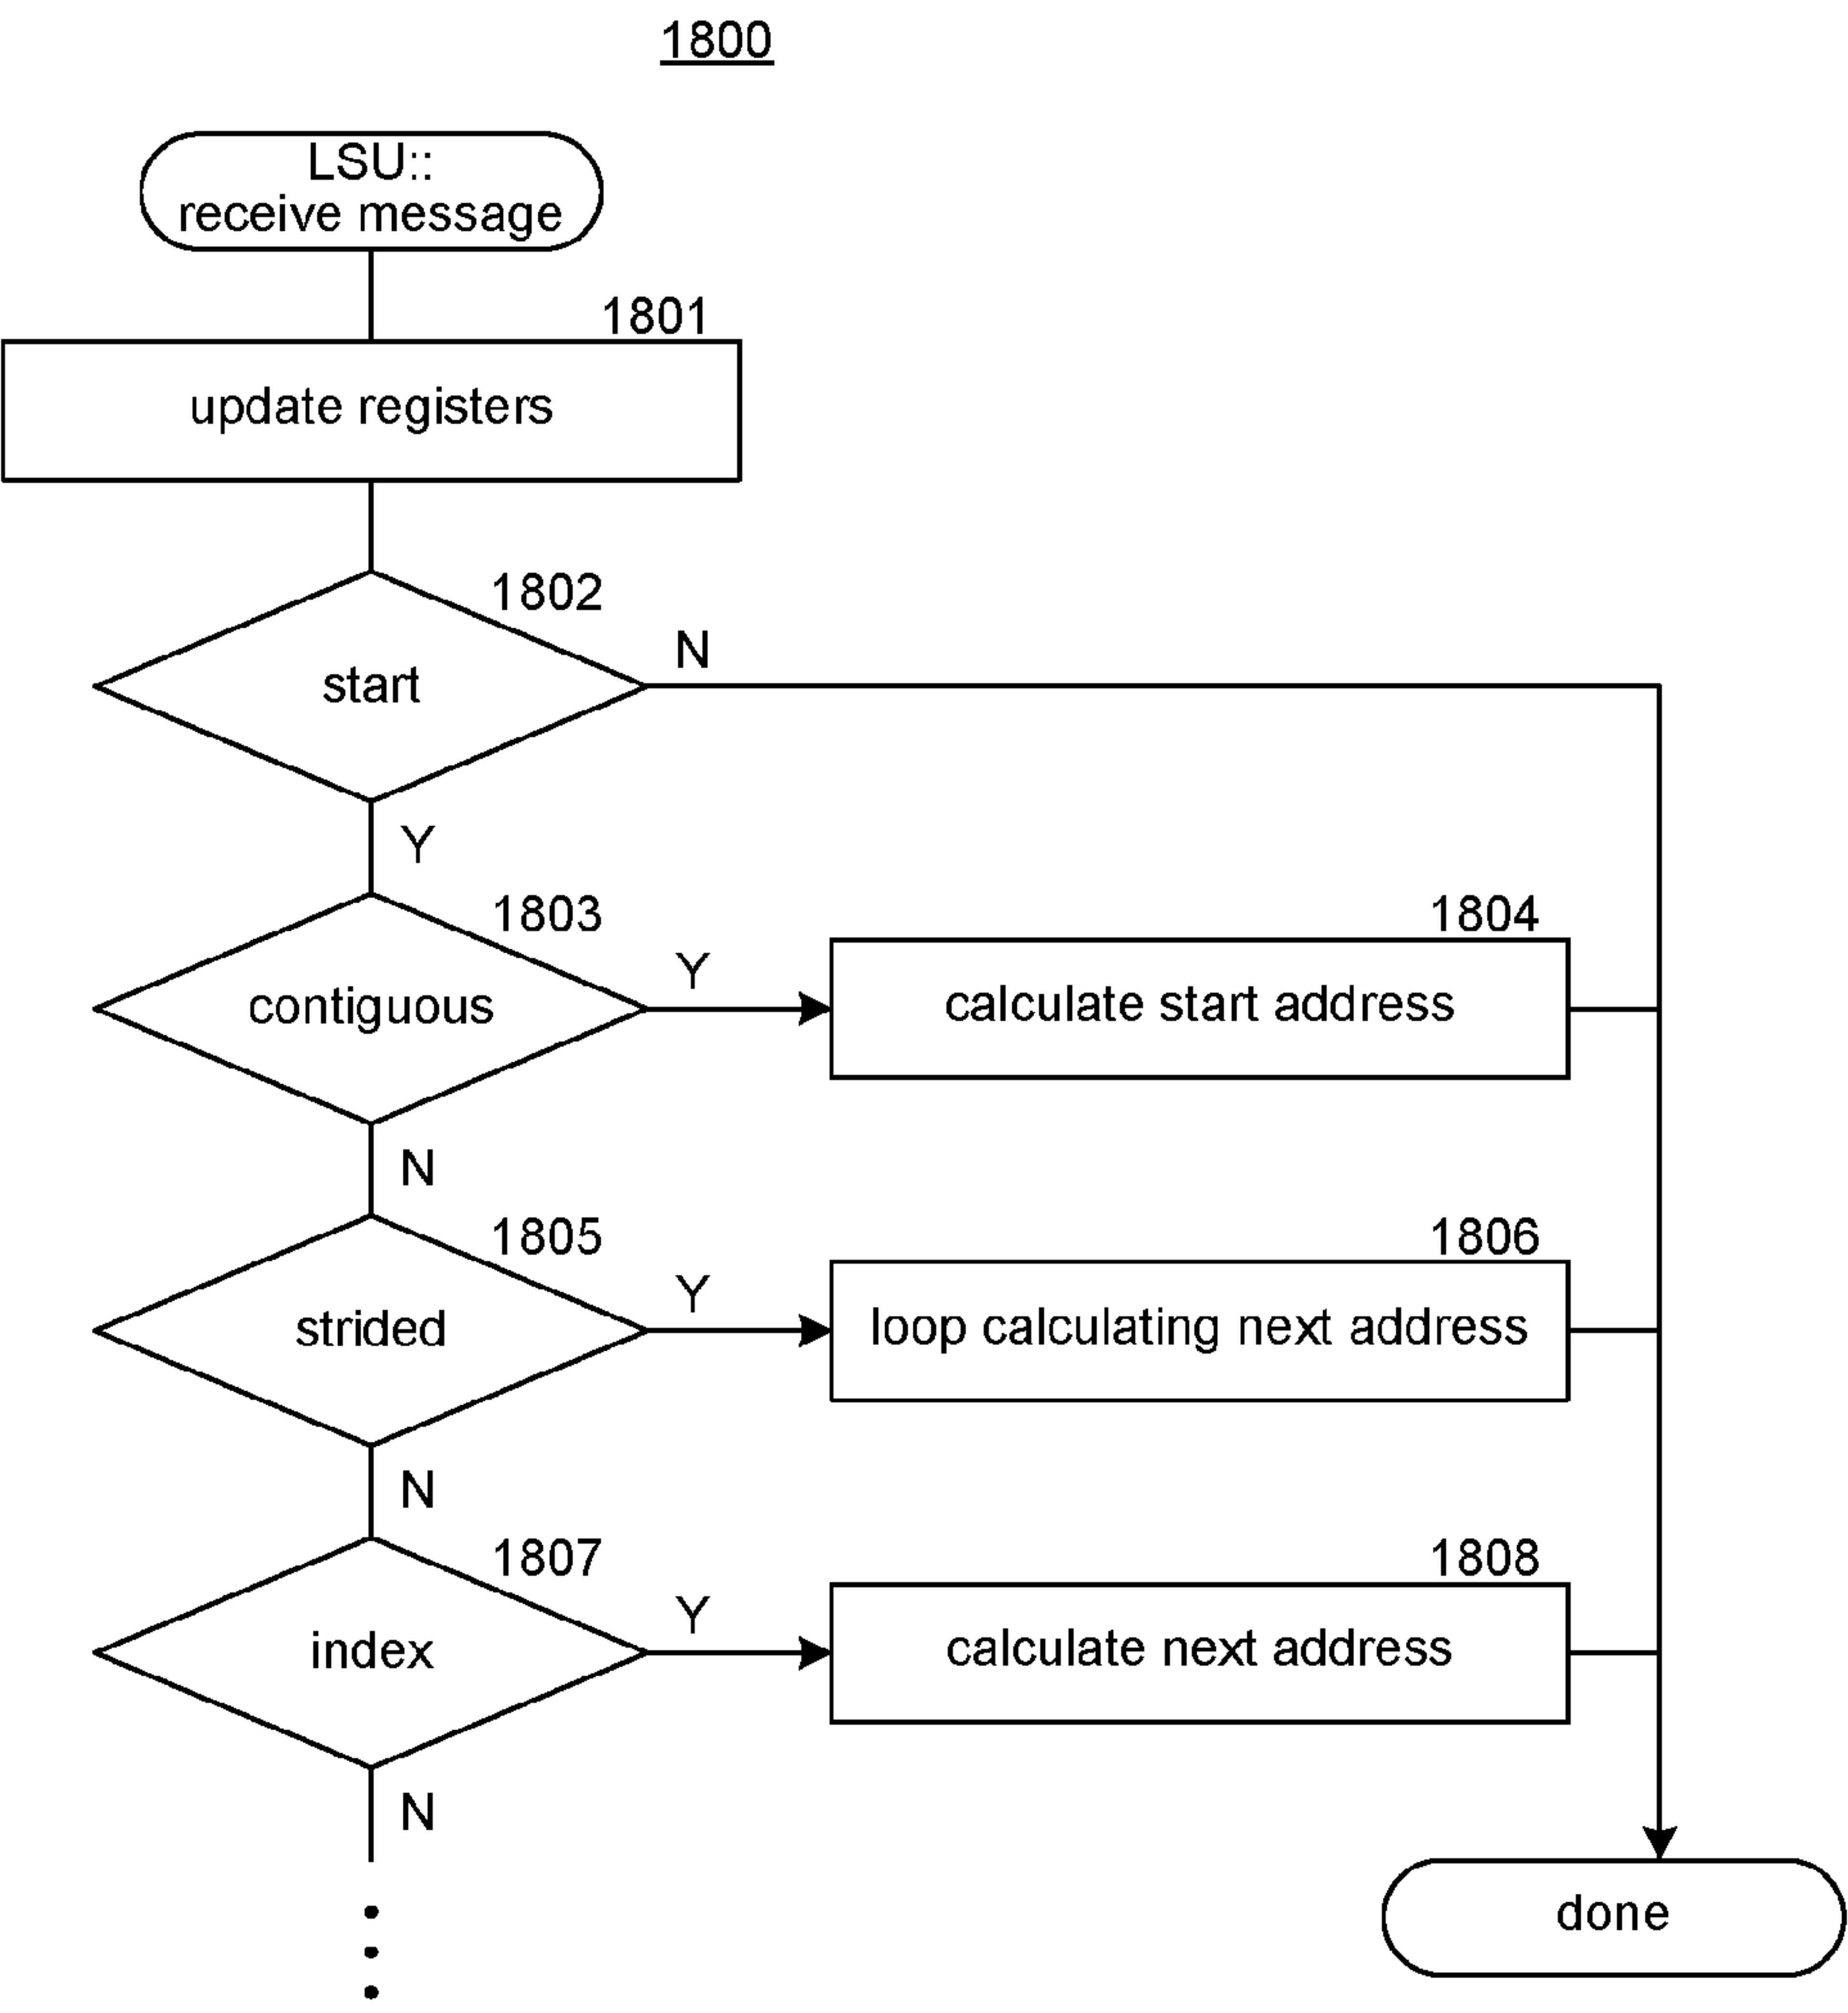 1800
LSU::
receive message
1801
update registers
1802
start
N
Y
1803
contiguous
Y
1804
calculate start address
N
1805
strided
Y
1806
loop calculating next address
N
1807
index
Y
1808
calculate next address
N
done